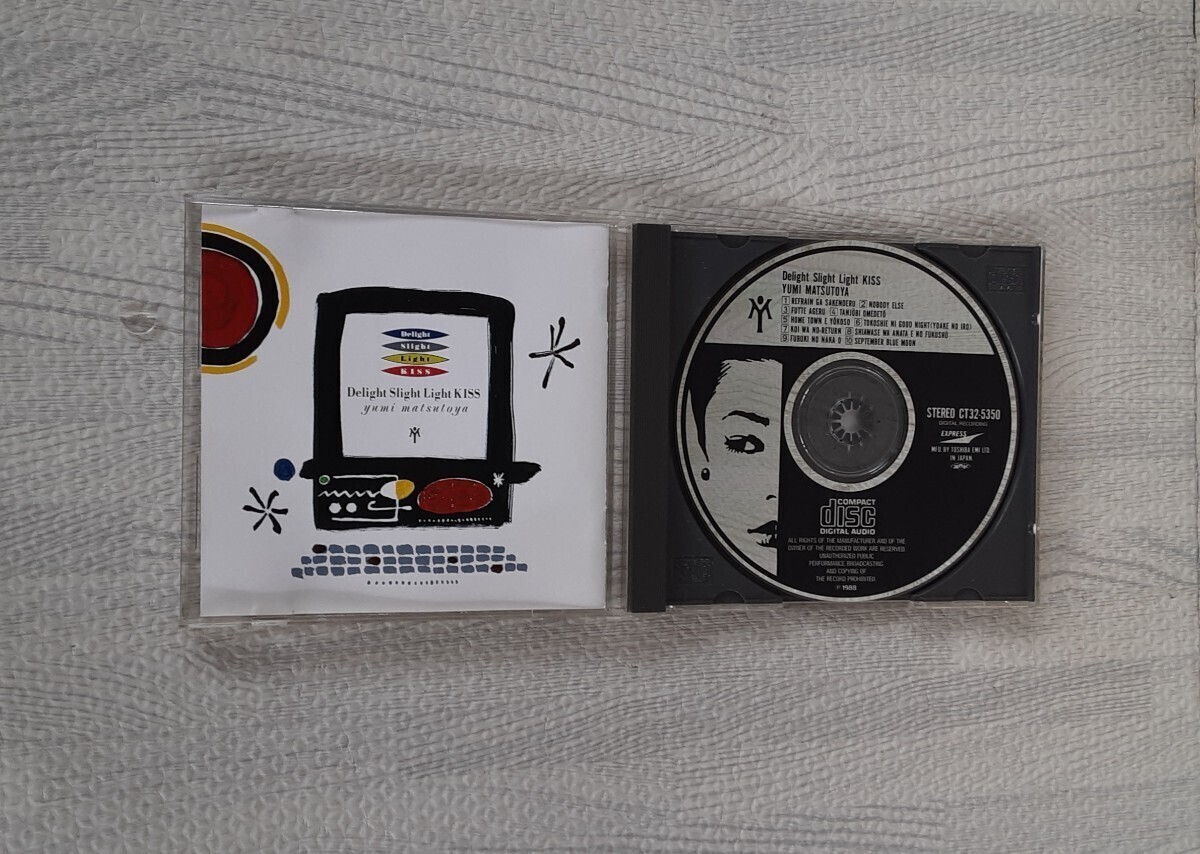 Delight
Slight
Light
KISS
Delight Slight Light KISS
yumi matsutoya
Delight Slight Light KISS
YUMI MATSUTOYA
1 REFRAIN GA SAKENDERU 2 NOBODY ELSE
3 FUTTE AGERU 4 TANJŌBI OMEDETŌ
5 HOME TOWN E YŌKOSO 6 TOKOSHIE NI GOOD NIGHT (YOAKE NO IRO)
7 KOI WA NO-RETURN 8 SHIAWASE WA ANATA E NO FUKUSHŪ
9 FUBUKI NO NAKA O 10 SEPTEMBER BLUE MOON
STEREO CT32-5350
DIGITAL RECORDING
EXPRESS
MFD. BY TOSHIBA EMI LTD.
IN JAPAN
COMPACT
disc
DIGITAL AUDIO
ALL RIGHTS OF THE MANUFACTURER AND OF THE
OWNER OF THE RECORDED WORK ARE RESERVED.
UNAUTHORIZED PUBLIC
PERFORMANCE, BROADCASTING
AND COPYING OF
THE RECORD PROHIBITED.
℗ 1988